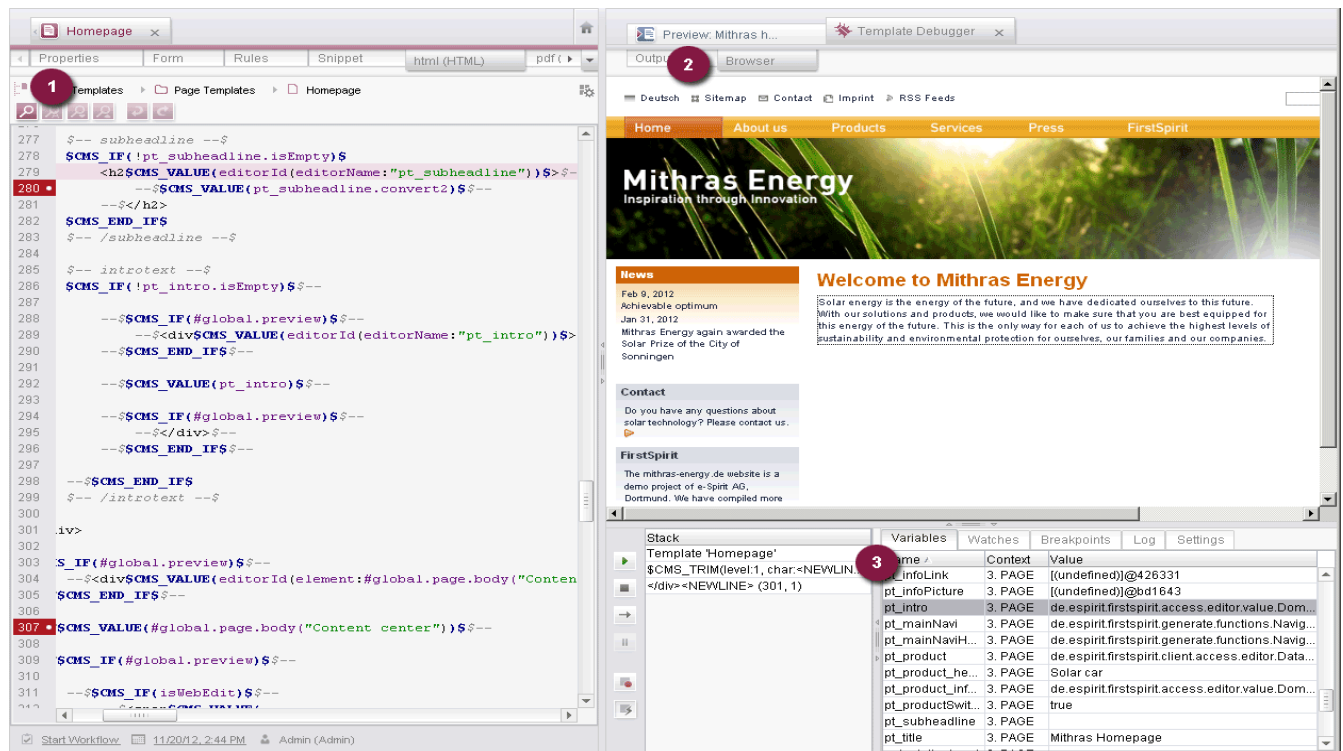 Homepage
Properties Form Rules Snippet html (HTML) pdf (
1
Templates Page Templates Homepage
277 $-- subheadline --$
278 $CMS_IF(!pt_subheadline.isEmpty)$
279 <h2$CMS_VALUE(editorId(editorName:"pt_subheadline"))$>$-
280 --$$CMS_VALUE(pt_subheadline.convert2)$$--
281 --$</h2>
282 $CMS_END_IF$
283 $-- /subheadline --$
284
285 $-- introtext --$
286 $CMS_IF(!pt_intro.isEmpty)$$--
287
288 --$$CMS_IF(#global.preview)$$--
289 --$<div$CMS_VALUE(editorId(editorName:"pt_intro"))$>
290 --$$CMS_END_IF$$--
291
292 --$$CMS_VALUE(pt_intro)$$--
293
294 --$$CMS_IF(#global.preview)$$--
295 --$</div>$--
296 --$$CMS_END_IF$$--
297
298 --$$CMS_END_IF$
299 $-- /introtext --$
300
301 iv>
302
303 S_IF(#global.preview)$$--
304 --$<div$CMS_VALUE(editorId(element:#global.page.body("Conten
305 $CMS_END_IF$$--
306
307 $CMS_VALUE(#global.page.body("Content center"))$$--
308
309 $CMS_IF(#global.preview)$$--
310
311 --$$CMS_IF(isWebEdit)$$--
Start Workflow 11/20/12, 2:44 PM Admin (Admin)
Preview: Mithras h... Template Debugger
Outpu 2 Browser
Deutsch Sitemap Contact Imprint RSS Feeds
Home About us Products Services Press FirstSpirit
Mithras Energy
Inspiration through Innovation
News
Feb 9, 2012
Achievable optimum
Jan 31, 2012
Mithras Energy again awarded the
Solar Prize of the City of
Sonningen
Contact
Do you have any questions about
solar technology? Please contact us.
FirstSpirit
The mithras-energy.de website is a
demo project of e-Spirit AG,
Dortmund. We have compiled more
Welcome to Mithras Energy
Solar energy is the energy of the future, and we have dedicated ourselves to this future.
With our solutions and products, we would like to make sure that you are best equipped for
this energy of the future. This is the only way for each of us to achieve the highest levels of
sustainability and environmental protection for ourselves, our families and our companies.
Stack
Template 'Homepage'
$CMS_TRIM(level:1, char:<NEWLIN...
</div><NEWLINE> (301, 1)
Variables Watches Breakpoints Log Settings
3
ame Context Value
pt_infoLink 3. PAGE [(undefined)]@426331
pt_infoPicture 3. PAGE [(undefined)]@bd1643
pt_intro 3. PAGE de.espirit.firstspirit.access.editor.value.Dom...
pt_mainNavi 3. PAGE de.espirit.firstspirit.generate.functions.Navig...
pt_mainNaviH... 3. PAGE de.espirit.firstspirit.generate.functions.Navig...
pt_product 3. PAGE de.espirit.firstspirit.client.access.editor.Data...
pt_product_he... 3. PAGE Solar car
pt_product_inf... 3. PAGE de.espirit.firstspirit.access.editor.value.Dom...
pt_productSwit... 3. PAGE true
pt_subheadline 3. PAGE
pt_title 3. PAGE Mithras Homepage